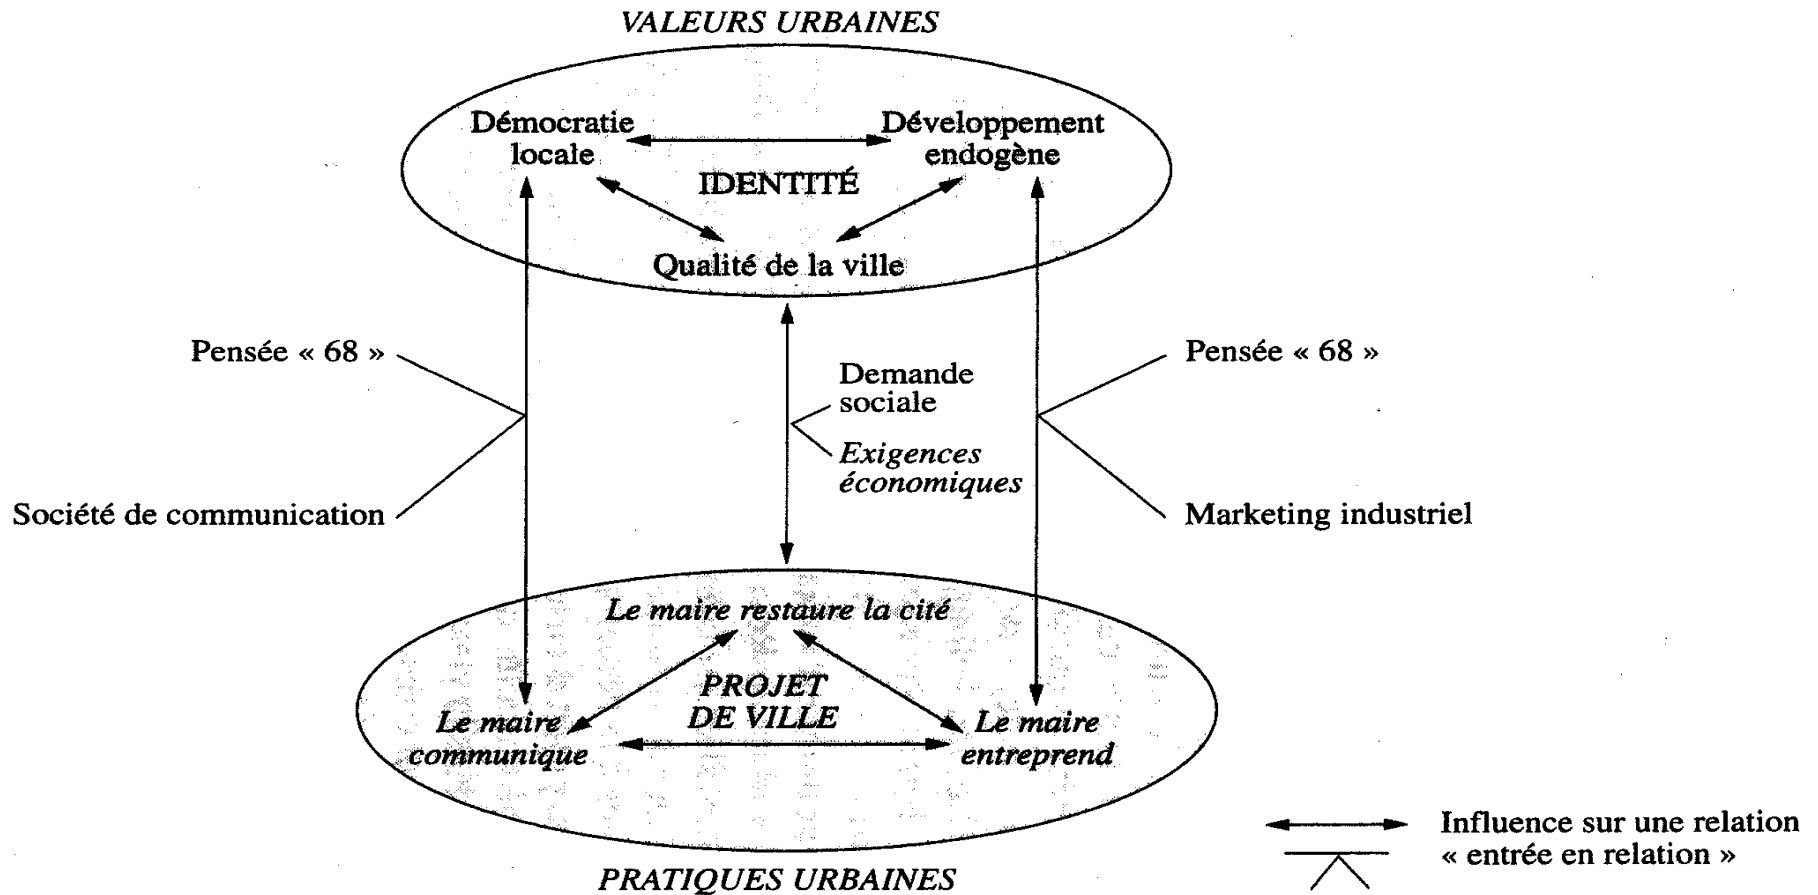 VALEURS URBAINES
Démocratie
locale
Développement
endogène
IDENTITÉ
Qualité de la ville
Pensée « 68 »
Pensée « 68 »
Demande
sociale
Exigences
économiques
Société de communication
Marketing industriel
Le maire restaure la cité
PROJET
DE VILLE
Le maire
communique
Le maire
entreprend
Influence sur une relation
« entrée en relation »
PRATIQUES URBAINES